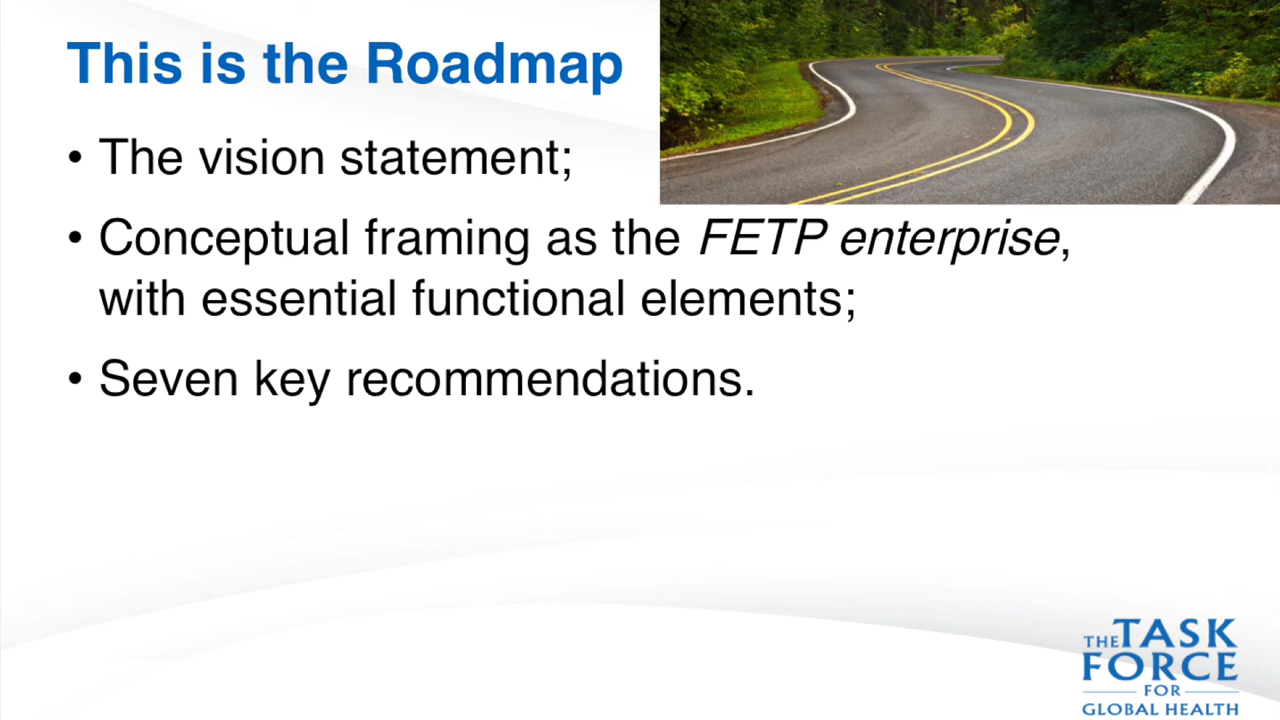 This is the Roadmap
• The vision statement;
• Conceptual framing as the FETP enterprise,
with essential functional elements;
• Seven key recommendations.
THE TASK
FORCE
FOR
GLOBAL HEALTH